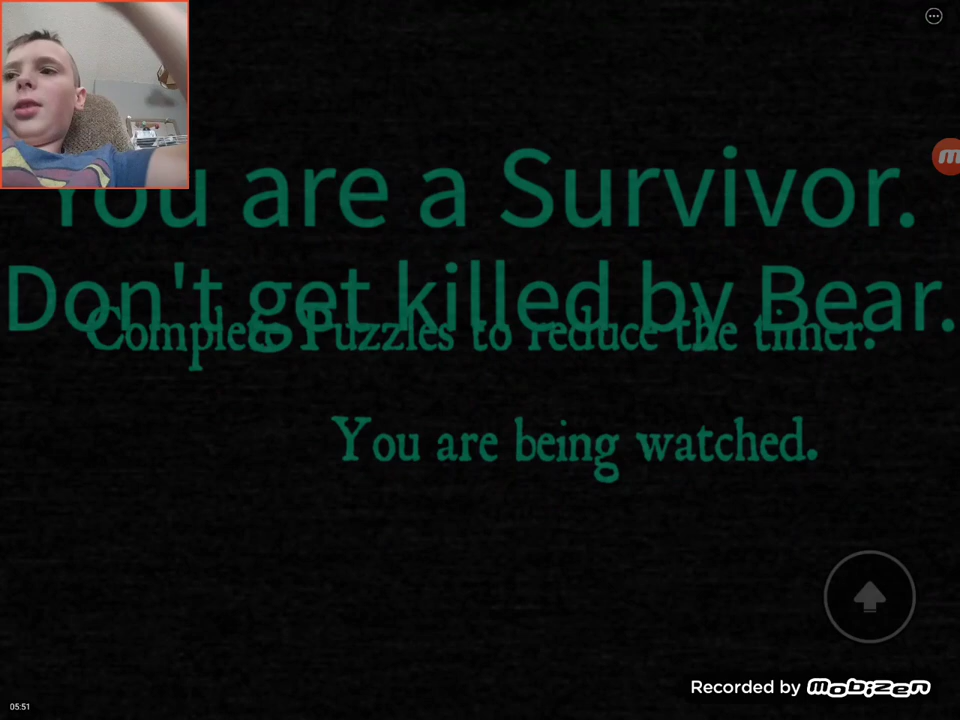 You are a Survivor.
Don't get killed by Bear.
Complete Puzzles to reduce the timer.
You are being watched.
Recorded by Mobizen
05:51